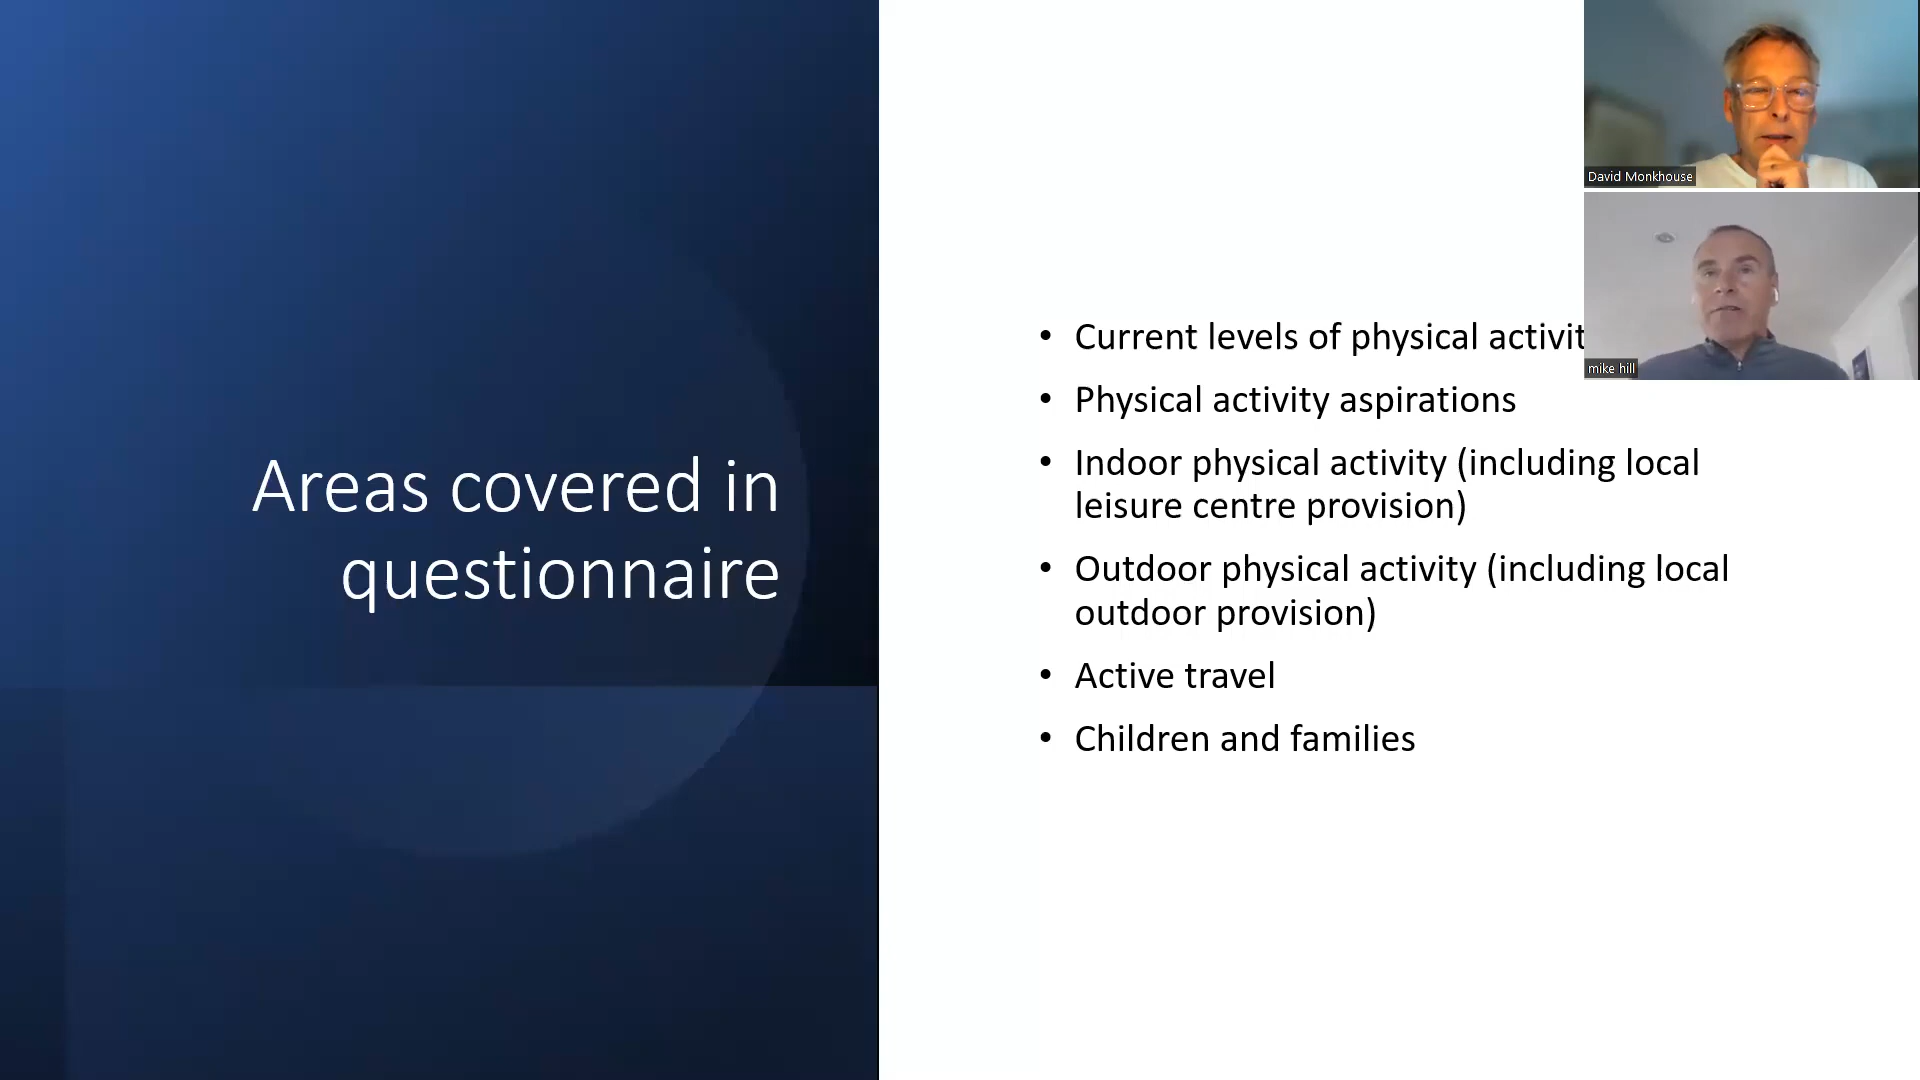 Areas covered in
questionnaire
• Current levels of physical activit
• Physical activity aspirations
• Indoor physical activity (including local
leisure centre provision)
• Outdoor physical activity (including local
outdoor provision)
• Active travel
• Children and families
David Monkhouse
mike hill